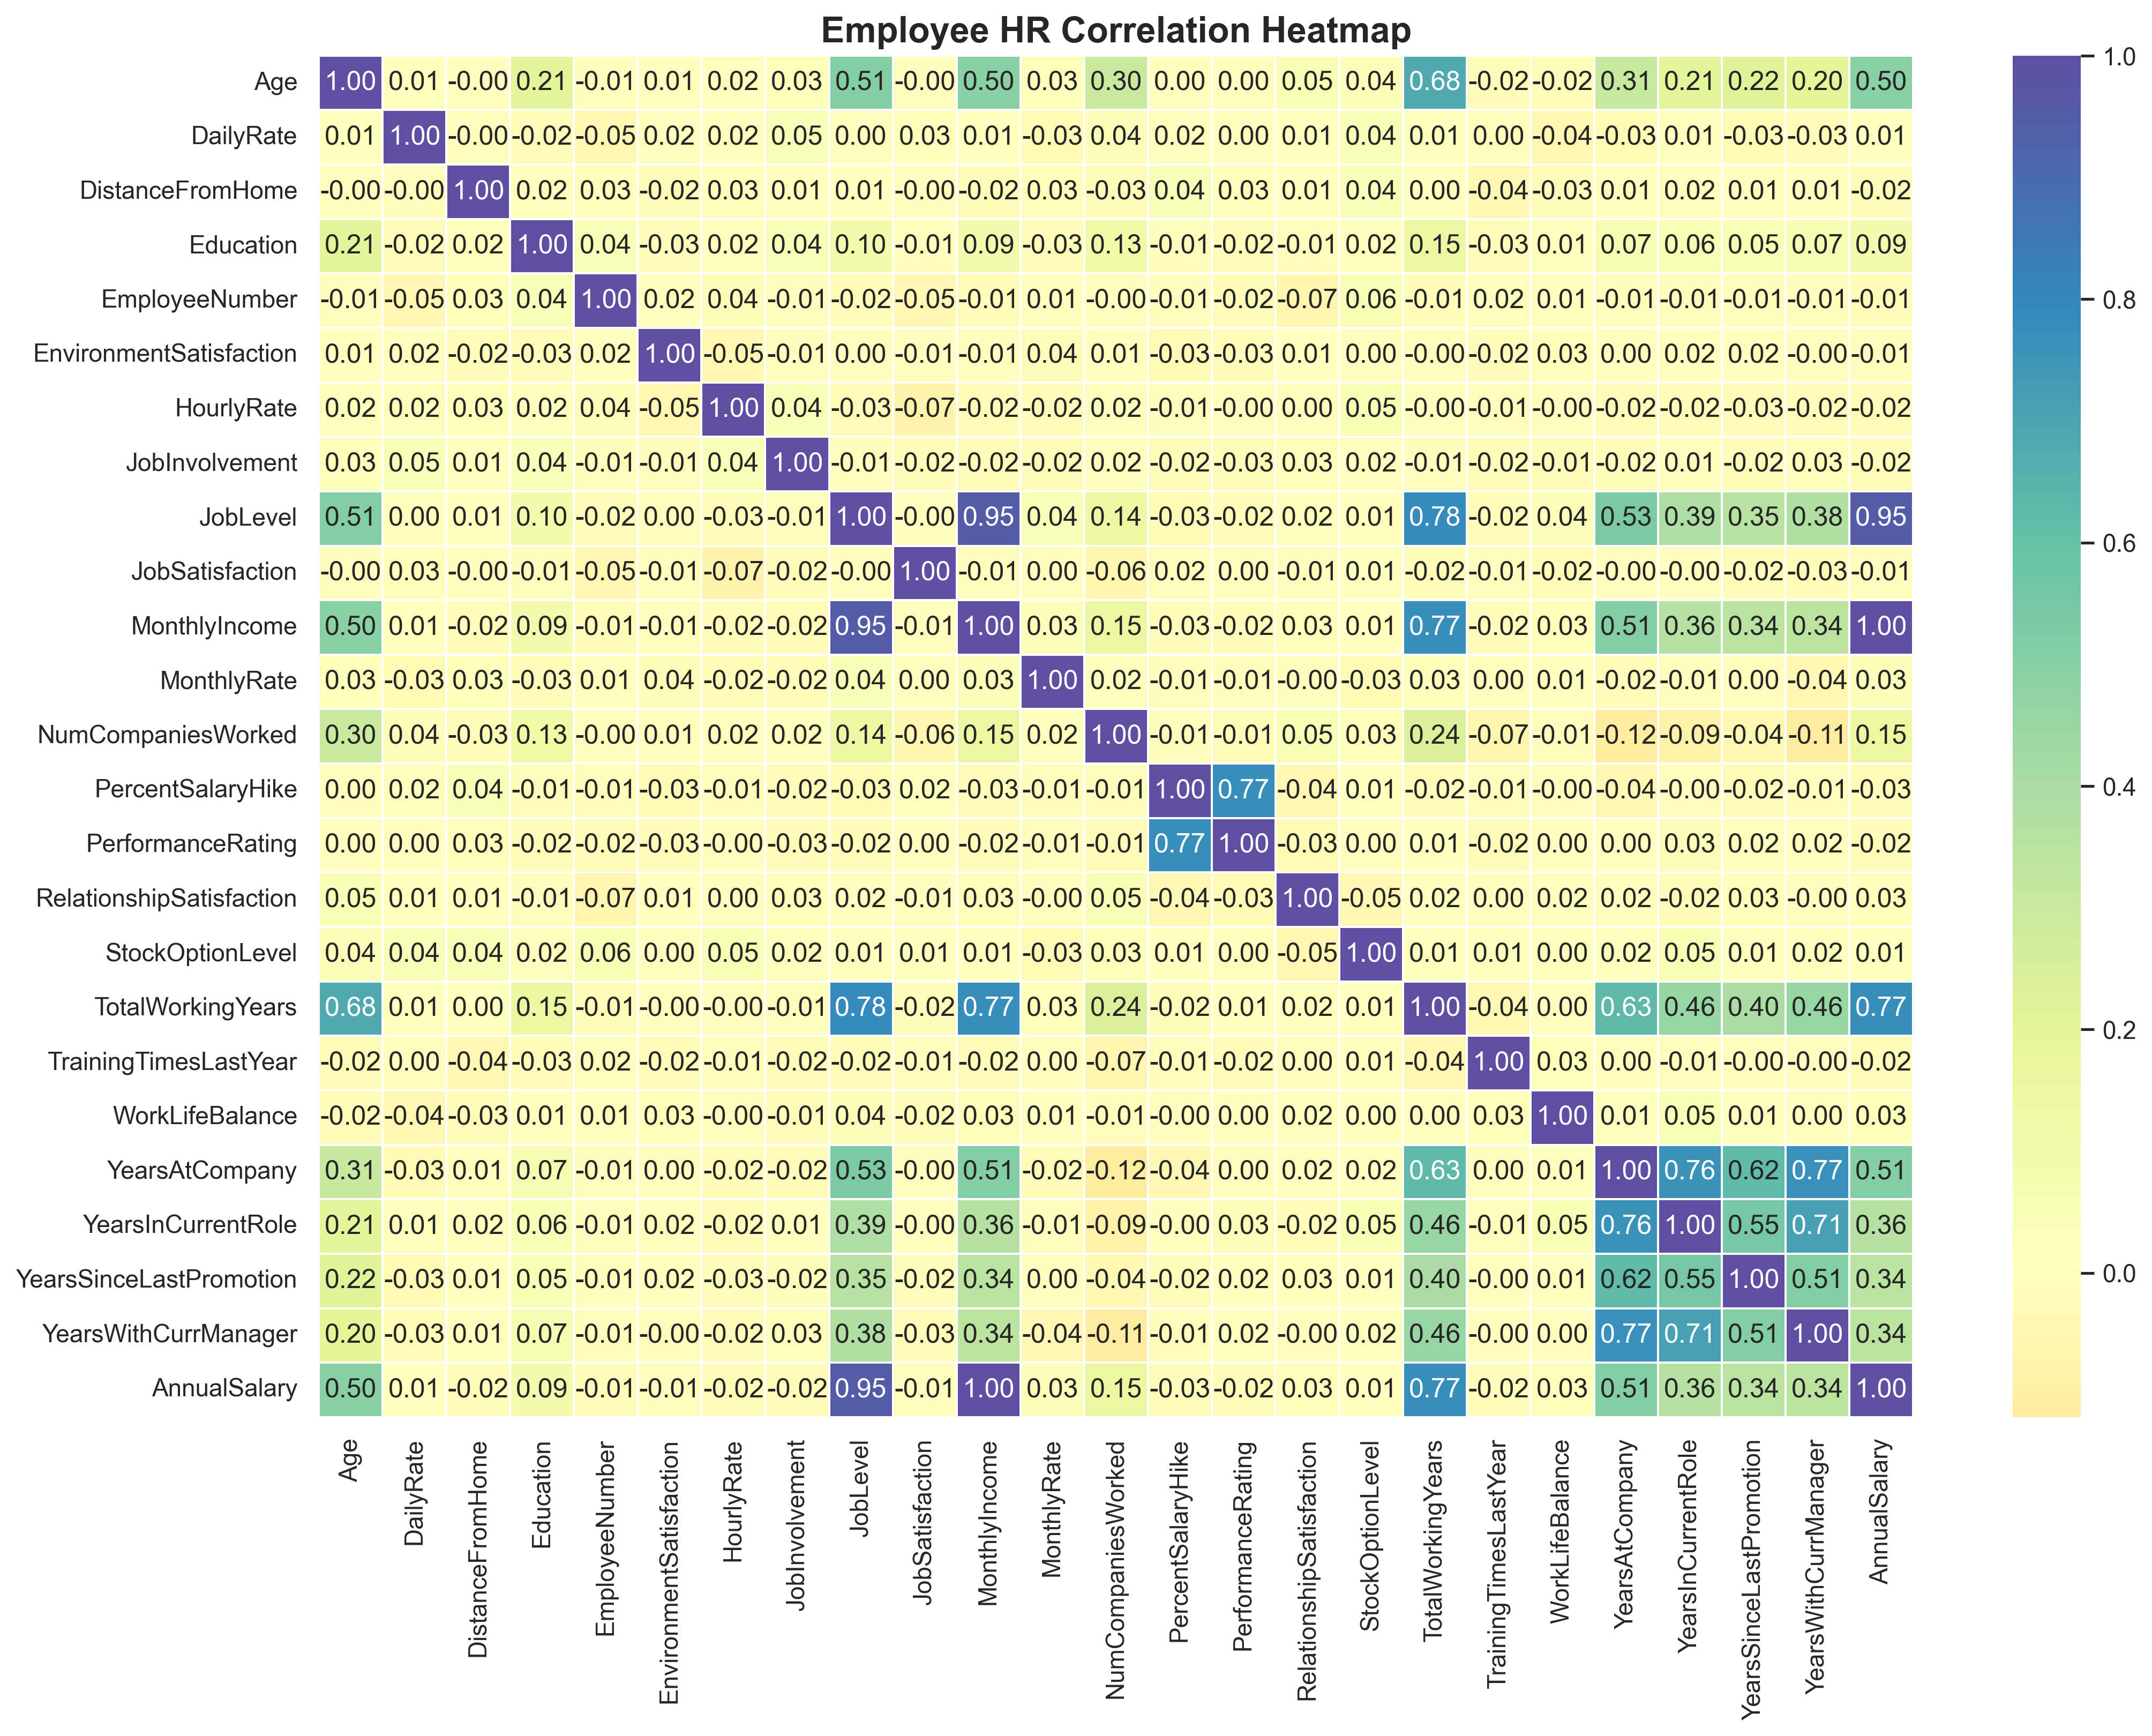 Employee HR Correlation Heatmap
Age 1.00 0.01 -0.00 0.21 -0.01 0.01 0.02 0.03 0.51 -0.00 0.50 0.03 0.30 0.00 0.00 0.05 0.04 0.68 -0.02 -0.02 0.31 0.21 0.22 0.20 0.50
DailyRate 0.01 1.00 -0.00 -0.02 -0.05 0.02 0.02 0.05 0.00 0.03 0.01 -0.03 0.04 0.02 0.00 0.01 0.04 0.01 0.00 -0.04 -0.03 0.01 -0.03 -0.03 0.01
DistanceFromHome -0.00 -0.00 1.00 0.02 0.03 -0.02 0.03 0.01 0.01 -0.00 -0.02 0.03 -0.03 0.04 0.03 0.01 0.04 0.00 -0.04 -0.03 0.01 0.02 0.01 0.01 -0.02
Education 0.21 -0.02 0.02 1.00 0.04 -0.03 0.02 0.04 0.10 -0.01 0.09 -0.03 0.13 -0.01 -0.02 -0.01 0.02 0.15 -0.03 0.01 0.07 0.06 0.05 0.07 0.09
EmployeeNumber -0.01 -0.05 0.03 0.04 1.00 0.02 0.04 -0.01 -0.02 -0.05 -0.01 0.01 -0.00 -0.01 -0.02 -0.07 0.06 -0.01 0.02 0.01 -0.01 -0.01 -0.01 -0.01 -0.01
EnvironmentSatisfaction 0.01 0.02 -0.02 -0.03 0.02 1.00 -0.05 -0.01 0.00 -0.01 -0.01 0.04 0.01 -0.03 -0.03 0.01 0.00 -0.00 -0.02 0.03 0.00 0.02 0.02 -0.00 -0.01
HourlyRate 0.02 0.02 0.03 0.02 0.04 -0.05 1.00 0.04 -0.03 -0.07 -0.02 -0.02 0.02 -0.01 -0.00 0.00 0.05 -0.00 -0.01 -0.00 -0.02 -0.02 -0.03 -0.02 -0.02
JobInvolvement 0.03 0.05 0.01 0.04 -0.01 -0.01 0.04 1.00 -0.01 -0.02 -0.02 -0.02 0.02 -0.02 -0.03 0.03 0.02 -0.01 -0.02 -0.01 -0.02 0.01 -0.02 0.03 -0.02
JobLevel 0.51 0.00 0.01 0.10 -0.02 0.00 -0.03 -0.01 1.00 -0.00 0.95 0.04 0.14 -0.03 -0.02 0.02 0.01 0.78 -0.02 0.04 0.53 0.39 0.35 0.38 0.95
JobSatisfaction -0.00 0.03 -0.00 -0.01 -0.05 -0.01 -0.07 -0.02 -0.00 1.00 -0.01 0.00 -0.06 0.02 0.00 -0.01 0.01 -0.02 -0.01 -0.02 -0.00 -0.00 -0.02 -0.03 -0.01
MonthlyIncome 0.50 0.01 -0.02 0.09 -0.01 -0.01 -0.02 -0.02 0.95 -0.01 1.00 0.03 0.15 -0.03 -0.02 0.03 0.01 0.77 -0.02 0.03 0.51 0.36 0.34 0.34 1.00
MonthlyRate 0.03 -0.03 0.03 -0.03 0.01 0.04 -0.02 -0.02 0.04 0.00 0.03 1.00 0.02 -0.01 -0.01 -0.00 -0.03 0.03 0.00 0.01 -0.02 -0.01 0.00 -0.04 0.03
NumCompaniesWorked 0.30 0.04 -0.03 0.13 -0.00 0.01 0.02 0.02 0.14 -0.06 0.15 0.02 1.00 -0.01 -0.01 0.05 0.03 0.24 -0.07 -0.01 -0.12 -0.09 -0.04 -0.11 0.15
PercentSalaryHike 0.00 0.02 0.04 -0.01 -0.01 -0.03 -0.01 -0.02 -0.03 0.02 -0.03 -0.01 -0.01 1.00 0.77 -0.04 0.01 -0.02 -0.01 -0.00 -0.04 -0.00 -0.02 -0.01 -0.03
PerformanceRating 0.00 0.00 0.03 -0.02 -0.02 -0.03 -0.00 -0.03 -0.02 0.00 -0.02 -0.01 -0.01 0.77 1.00 -0.03 0.00 0.01 -0.02 0.00 0.00 0.03 0.02 0.02 -0.02
RelationshipSatisfaction 0.05 0.01 0.01 -0.01 -0.07 0.01 0.00 0.03 0.02 -0.01 0.03 -0.00 0.05 -0.04 -0.03 1.00 -0.05 0.02 0.00 0.02 0.02 -0.02 0.03 -0.00 0.03
StockOptionLevel 0.04 0.04 0.04 0.02 0.06 0.00 0.05 0.02 0.01 0.01 0.01 -0.03 0.03 0.01 0.00 -0.05 1.00 0.01 0.01 0.00 0.02 0.05 0.01 0.02 0.01
TotalWorkingYears 0.68 0.01 0.00 0.15 -0.01 -0.00 -0.00 -0.01 0.78 -0.02 0.77 0.03 0.24 -0.02 0.01 0.02 0.01 1.00 -0.04 0.00 0.63 0.46 0.40 0.46 0.77
TrainingTimesLastYear -0.02 0.00 -0.04 -0.03 0.02 -0.02 -0.01 -0.02 -0.02 -0.01 -0.02 0.00 -0.07 -0.01 -0.02 0.00 0.01 -0.04 1.00 0.03 0.00 -0.01 -0.00 -0.00 -0.02
WorkLifeBalance -0.02 -0.04 -0.03 0.01 0.01 0.03 -0.00 -0.01 0.04 -0.02 0.03 0.01 -0.01 -0.00 0.00 0.02 0.00 0.00 0.03 1.00 0.01 0.05 0.01 0.00 0.03
YearsAtCompany 0.31 -0.03 0.01 0.07 -0.01 0.00 -0.02 -0.02 0.53 -0.00 0.51 -0.02 -0.12 -0.04 0.00 0.02 0.02 0.63 0.00 0.01 1.00 0.76 0.62 0.77 0.51
YearsInCurrentRole 0.21 0.01 0.02 0.06 -0.01 0.02 -0.02 0.01 0.39 -0.00 0.36 -0.01 -0.09 -0.00 0.03 -0.02 0.05 0.46 -0.01 0.05 0.76 1.00 0.55 0.71 0.36
YearsSinceLastPromotion 0.22 -0.03 0.01 0.05 -0.01 0.02 -0.03 -0.02 0.35 -0.02 0.34 0.00 -0.04 -0.02 0.02 0.03 0.01 0.40 -0.00 0.01 0.62 0.55 1.00 0.51 0.34
YearsWithCurrManager 0.20 -0.03 0.01 0.07 -0.01 -0.00 -0.02 0.03 0.38 -0.03 0.34 -0.04 -0.11 -0.01 0.02 -0.00 0.02 0.46 -0.00 0.00 0.77 0.71 0.51 1.00 0.34
AnnualSalary 0.50 0.01 -0.02 0.09 -0.01 -0.01 -0.02 -0.02 0.95 -0.01 1.00 0.03 0.15 -0.03 -0.02 0.03 0.01 0.77 -0.02 0.03 0.51 0.36 0.34 0.34 1.00
Age
DailyRate
DistanceFromHome
Education
EmployeeNumber
EnvironmentSatisfaction
HourlyRate
JobInvolvement
JobLevel
JobSatisfaction
MonthlyIncome
MonthlyRate
NumCompaniesWorked
PercentSalaryHike
PerformanceRating
RelationshipSatisfaction
StockOptionLevel
TotalWorkingYears
TrainingTimesLastYear
WorkLifeBalance
YearsAtCompany
YearsInCurrentRole
YearsSinceLastPromotion
YearsWithCurrManager
AnnualSalary
1.0
0.8
0.6
0.4
0.2
0.0